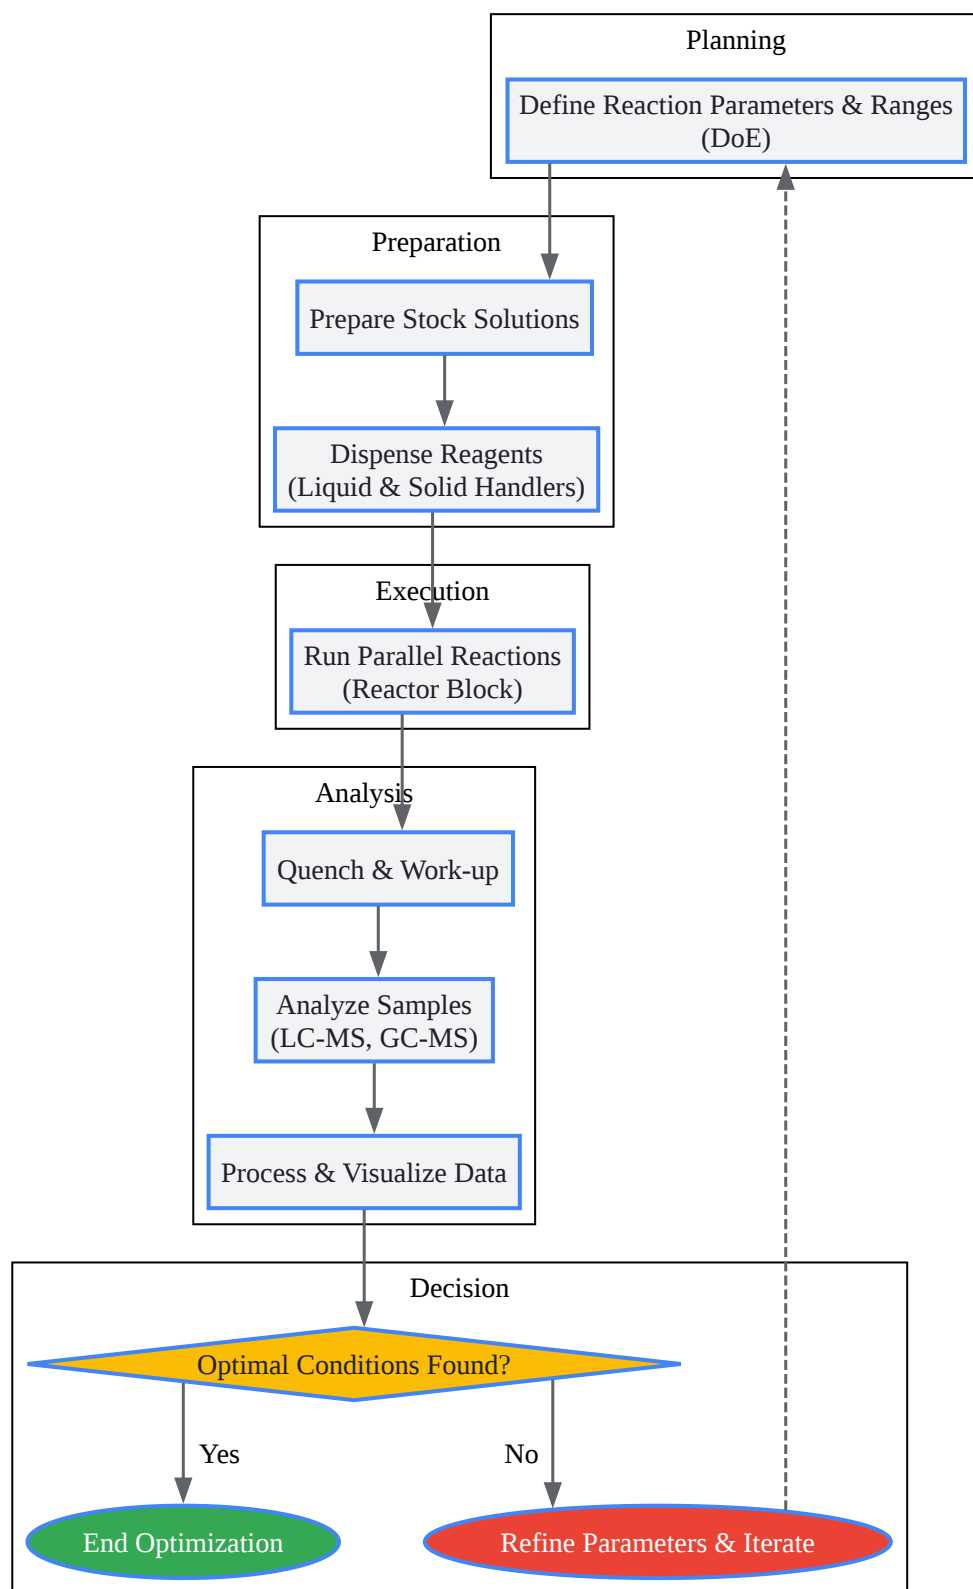 Planning
Define Reaction Parameters & Ranges
(DoE)
Preparation
Prepare Stock Solutions
Dispense Reagents
(Liquid & Solid Handlers)
Execution
Run Parallel Reactions
(Reactor Block)
Analysis
Quench & Work-up
Analyze Samples
(LC-MS, GC-MS)
Process & Visualize Data
Decision
Optimal Conditions Found?
Yes
No
End Optimization
Refine Parameters & Iterate